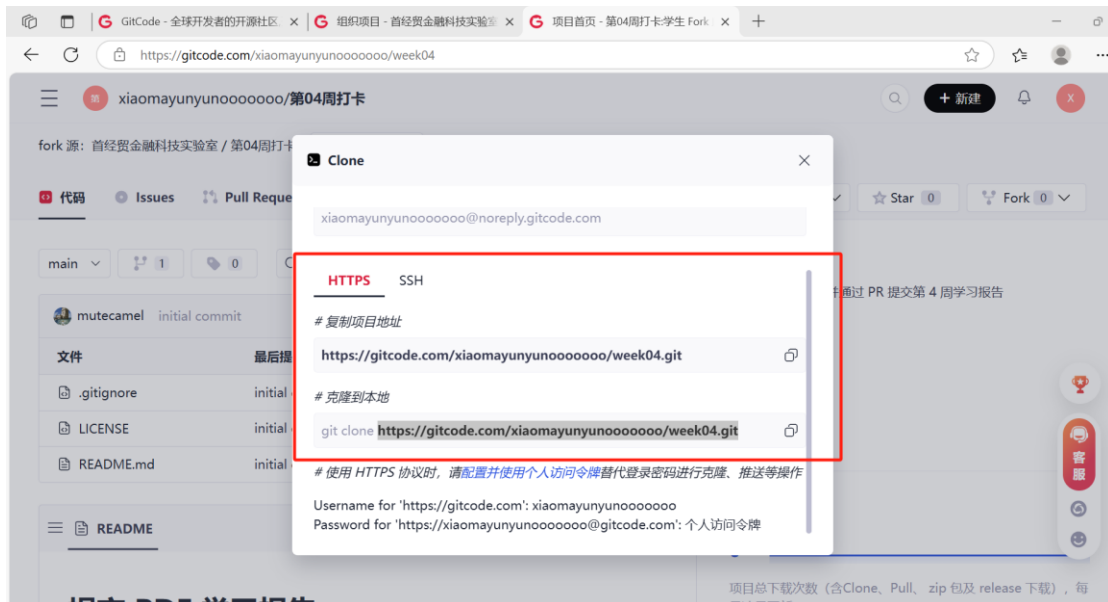 GitCode - 全球开发者的开源社区
组织项目 - 首经贸金融科技实验室
项目首页 - 第04周打卡:学生 Fork
https://gitcode.com/xiaomayunyunooooooo/week04
第 xiaomayunyunooooooo/第04周打卡
+ 新建
X
fork 源：首经贸金融科技实验室 / 第04周打卡
代码 Issues Pull Reque
Star 0 Fork 0
main 1 0
mutecamel initial commit
文件 最后提
.gitignore initial
LICENSE initial
README.md initial
README
Clone
xiaomayunyunooooooo@noreply.gitcode.com
HTTPS SSH
# 复制项目地址
https://gitcode.com/xiaomayunyunooooooo/week04.git
# 克隆到本地
git clone https://gitcode.com/xiaomayunyunooooooo/week04.git
# 使用 HTTPS 协议时，请配置并使用个人访问令牌替代登录密码进行克隆、推送等操作
Username for 'https://gitcode.com': xiaomayunyunooooooo
Password for 'https://xiaomayunyunooooooo@gitcode.com': 个人访问令牌
通过 PR 提交第 4 周学习报告
客服
项目总下载次数（含Clone、Pull、 zip 包及 release 下载），每